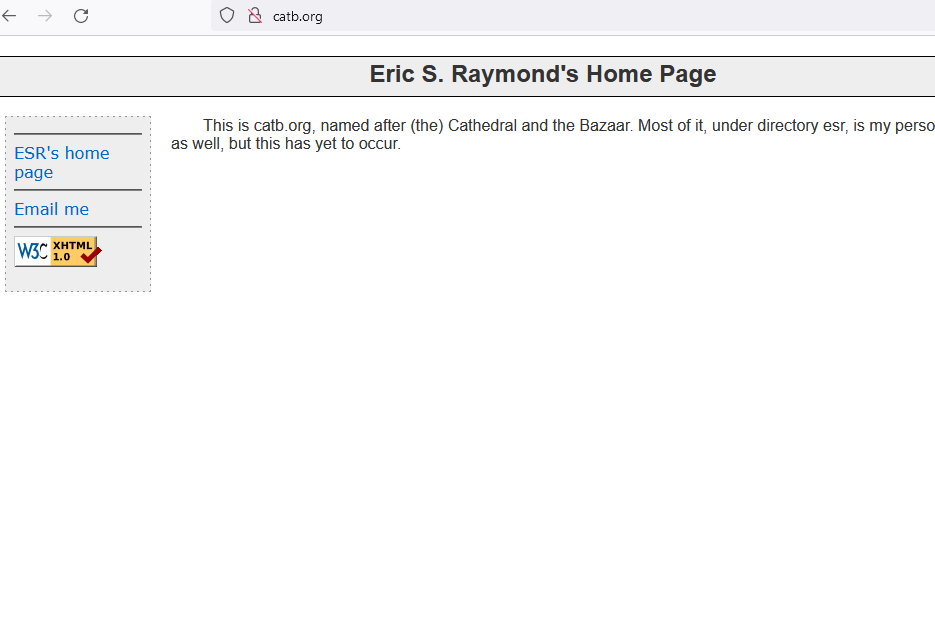 catb.org
Eric S. Raymond's Home Page
This is catb.org, named after (the) Cathedral and the Bazaar. Most of it, under directory esr, is my perso
as well, but this has yet to occur.
ESR's home
page
Email me
W3C XHTML
1.0